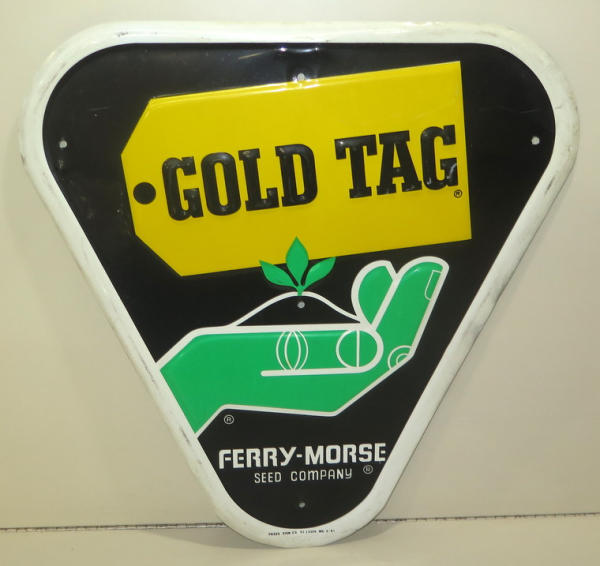 GOLD TAG®
®
FERRY-MORSE
SEED COMPANY ®